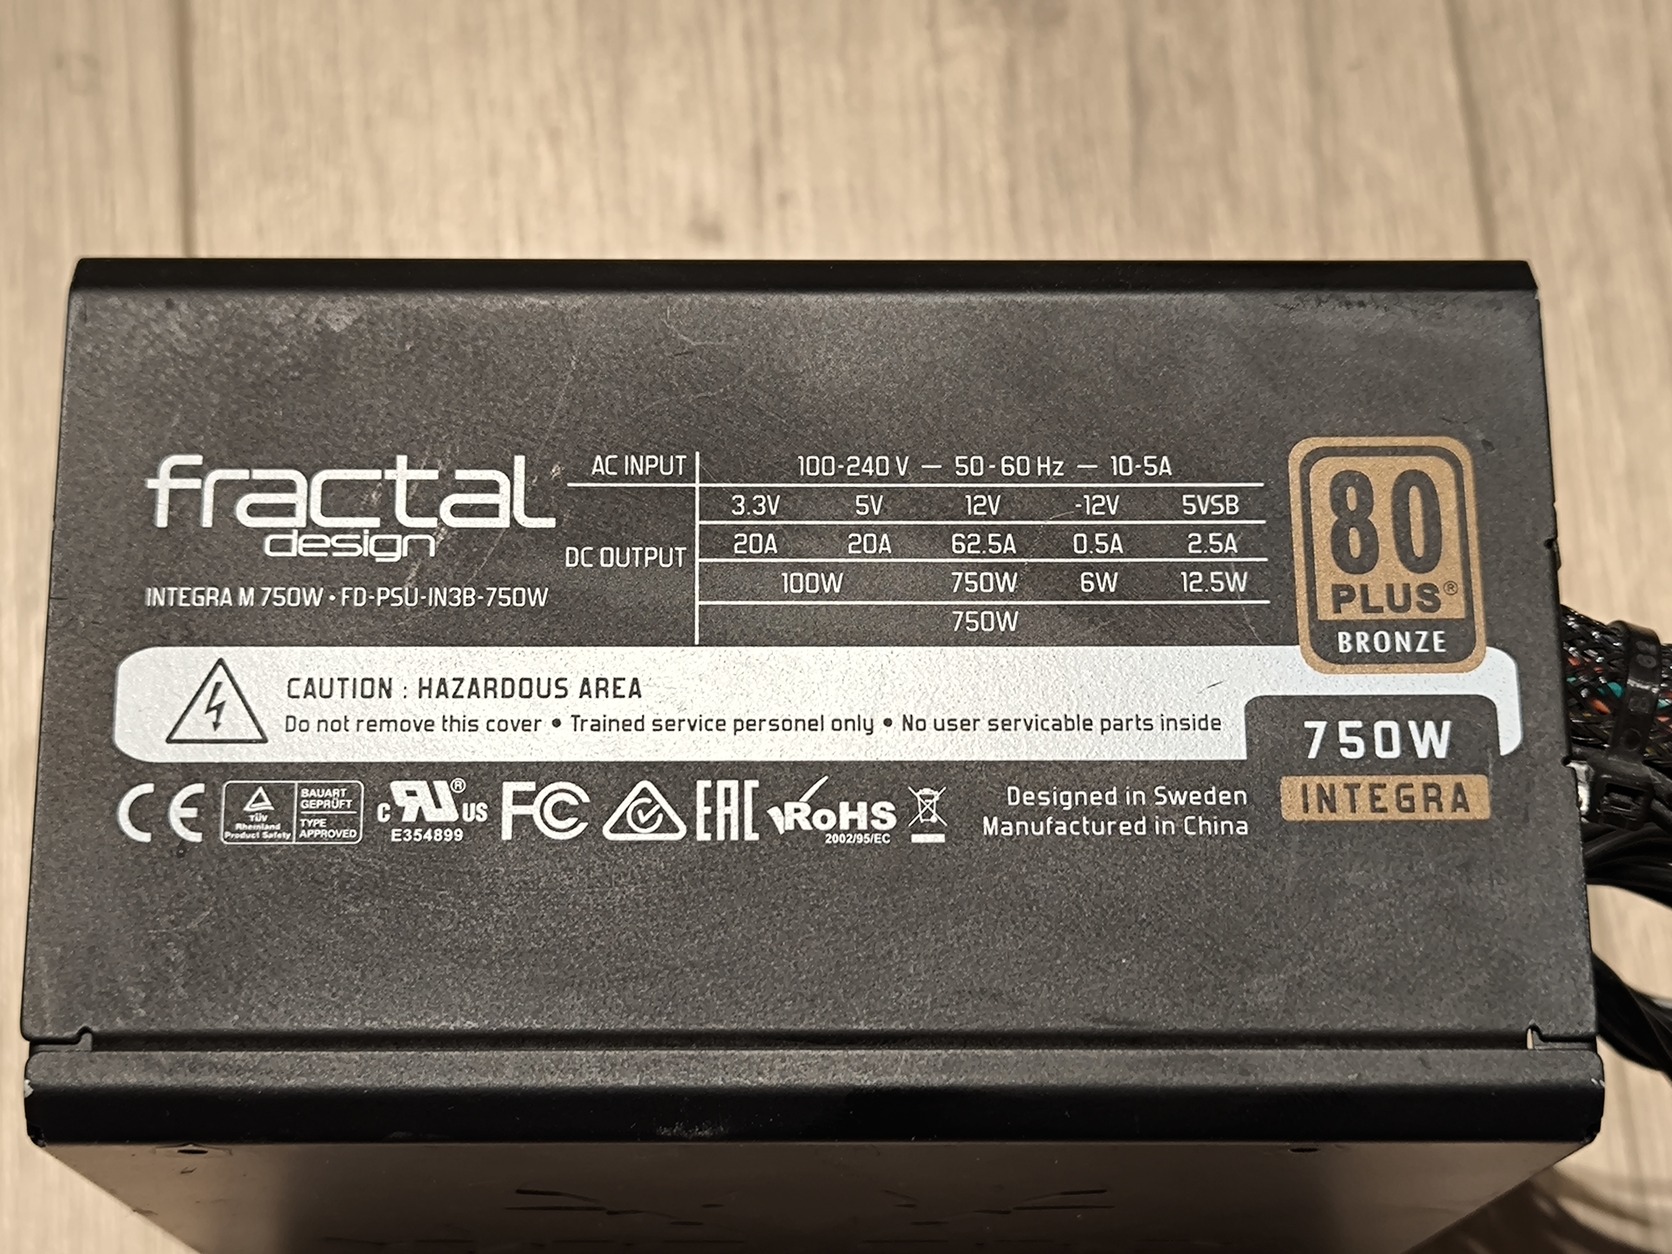 fractal
design
INTEGRA M 750W • FD-PSU-IN3B-750W
AC INPUT 100-240 V — 50-60 Hz — 10-5A
DC OUTPUT
3.3V 5V 12V -12V 5VSB
20A 20A 62.5A 0.5A 2.5A
100W 750W 6W 12.5W
750W
80
PLUS®
BRONZE
CAUTION : HAZARDOUS AREA
Do not remove this cover • Trained service personel only • No user servicable parts inside
750W
INTEGRA
CE
TÜV
Rheinland
Product Safety
BAUART
GEPRÜFT
TYPE
APPROVED
c RU® US
E354899
FC
EAC
RoHS
2002/95/EC
Designed in Sweden
Manufactured in China